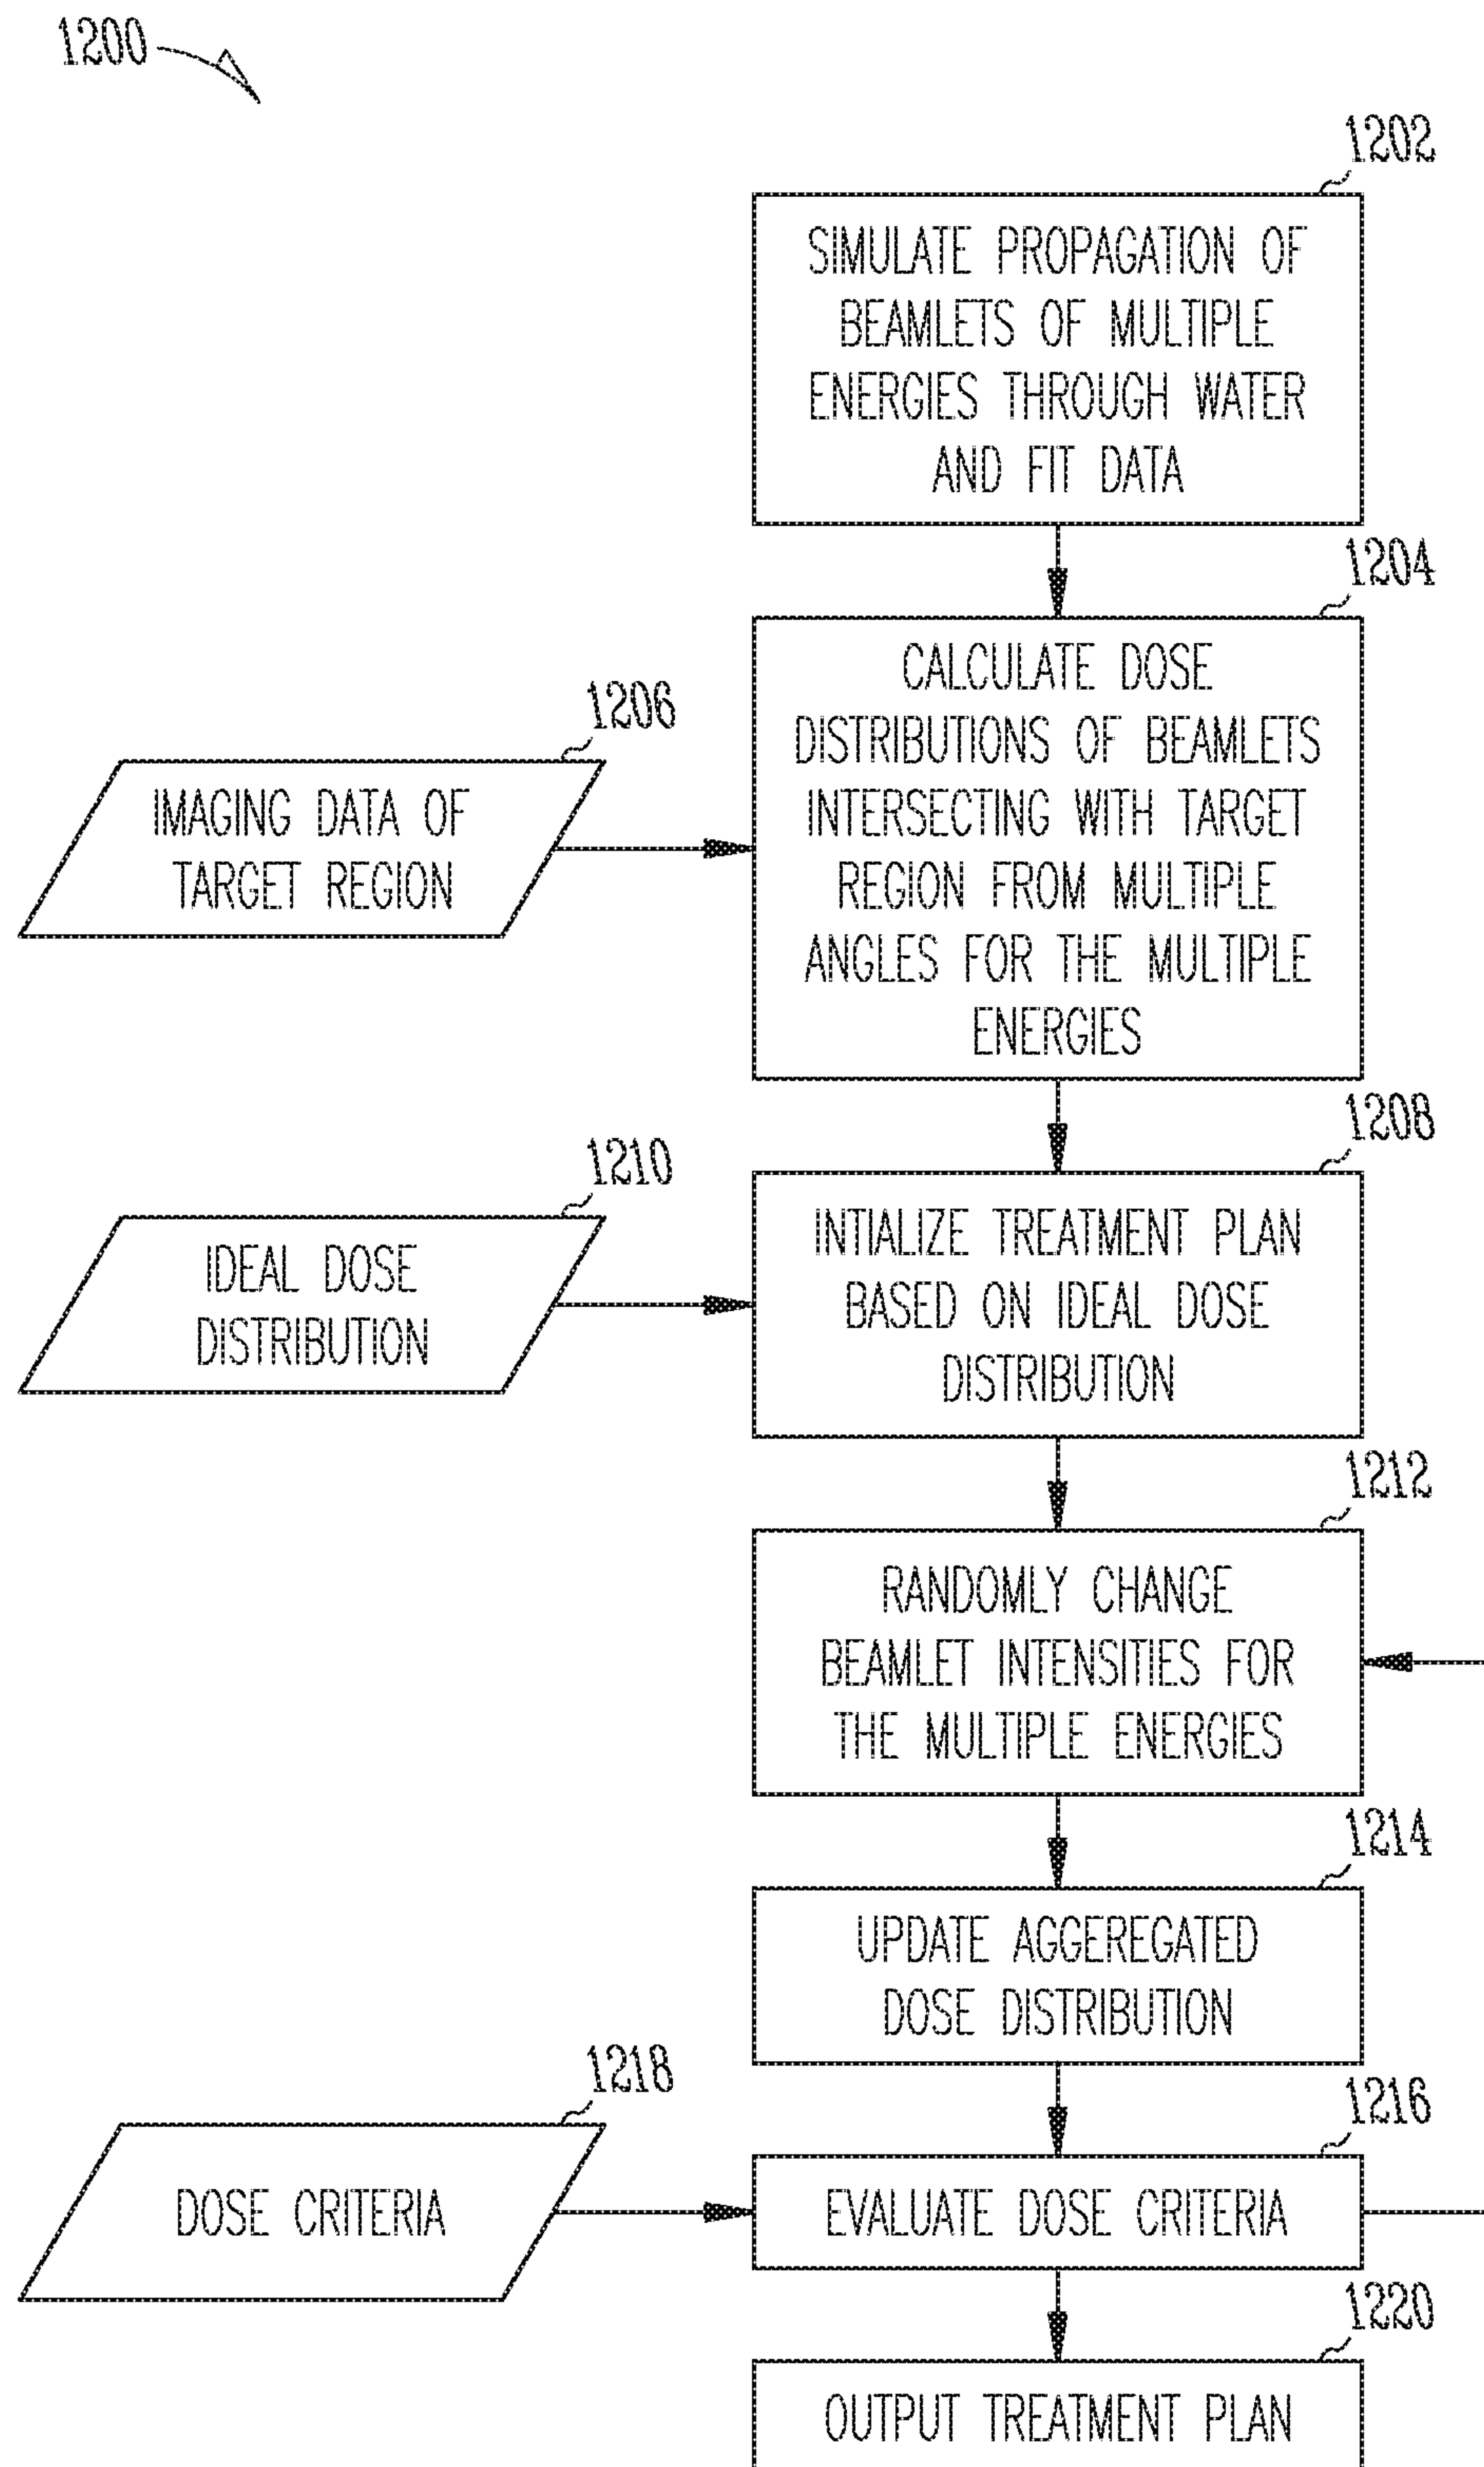 1200
1202
SIMULATE PROPAGATION OF
BEAMLETS OF MULTIPLE
ENERGIES THROUGH WATER
AND FIT DATA
1204
CALCULATE DOSE
DISTRIBUTIONS OF BEAMLETS
INTERSECTING WITH TARGET
REGION FROM MULTIPLE
ANGLES FOR THE MULTIPLE
ENERGIES
1206
IMAGING DATA OF
TARGET REGION
1208
INTIALIZE TREATMENT PLAN
BASED ON IDEAL DOSE
DISTRIBUTION
1210
IDEAL DOSE
DISTRIBUTION
1212
RANDOMLY CHANGE
BEAMLET INTENSITIES FOR
THE MULTIPLE ENERGIES
1214
UPDATE AGGEREGATED
DOSE DISTRIBUTION
1218
DOSE CRITERIA
1216
EVALUATE DOSE CRITERIA
1220
OUTPUT TREATMENT PLAN